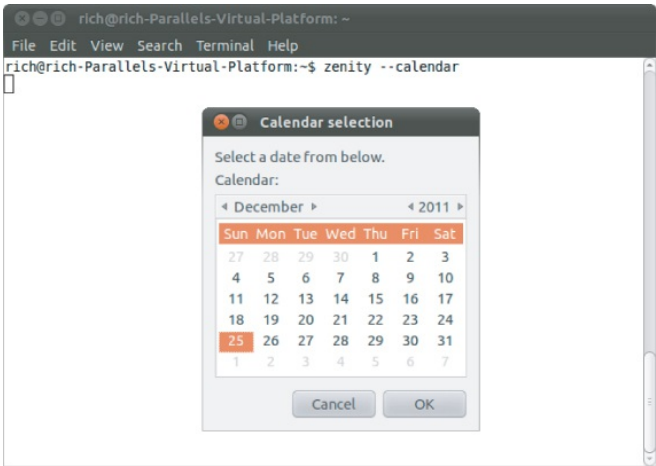 rich@rich-Parallels-Virtual-Platform: ~
File Edit View Search Terminal Help
rich@rich-Parallels-Virtual-Platform:~$ zenity --calendar
Calendar selection
Select a date from below.
Calendar:
December 2011
Sun Mon Tue Wed Thu Fri Sat
27 28 29 30 1 2 3
4 5 6 7 8 9 10
11 12 13 14 15 16 17
18 19 20 21 22 23 24
25 26 27 28 29 30 31
1 2 3 4 5 6 7
Cancel OK